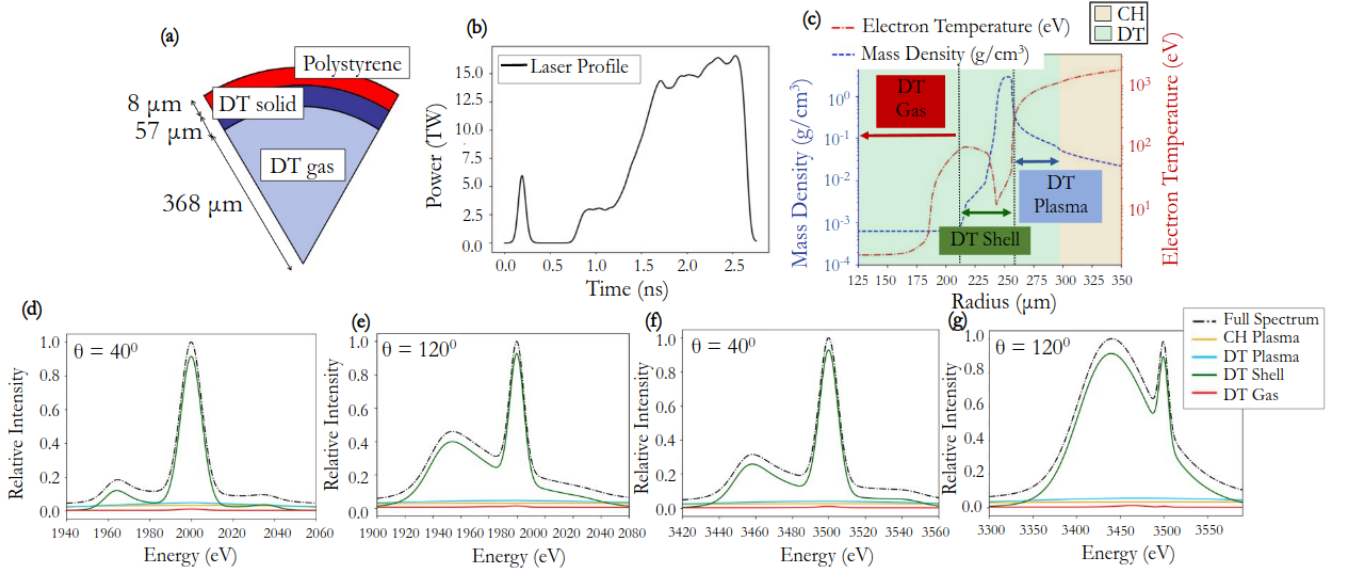 (a)
Polystyrene
DT solid
DT gas
8 μm
57 μm
368 μm
(b)
Laser Profile
Power (TW)
15.0
12.5
10.0
7.5
5.0
2.5
0.0
0.0 0.5 1.0 1.5 2.0 2.5
Time (ns)
(c)
Electron Temperature (eV)
Mass Density (g/cm³)
CH
DT
Mass Density (g/cm³)
10⁰
10⁻¹
10⁻²
10⁻³
10⁻⁴
DT
Gas
DT
Plasma
DT Shell
10³
10²
10¹
Electron Temperature (eV)
125 150 175 200 225 250 275 300 325 350
Radius (μm)
(d)
θ = 40⁰
Relative Intensity
1.0
0.8
0.6
0.4
0.2
0.0
1940 1960 1980 2000 2020 2040 2060
Energy (eV)
(e)
θ = 120⁰
Relative Intensity
1.0
0.8
0.6
0.4
0.2
0.0
1900 1920 1940 1960 1980 2000 2020 2080
Energy (eV)
(f)
θ = 40⁰
Relative Intensity
1.0
0.8
0.6
0.4
0.2
0.0
3420 3440 3460 3480 3500 3520 3540 3560
Energy (eV)
(g)
θ = 120⁰
Relative Intensity
1.0
0.8
0.6
0.4
0.2
0.0
3300 3350 3400 3450 3500 3550
Energy (eV)
Full Spectrum
CH Plasma
DT Plasma
DT Shell
DT Gas